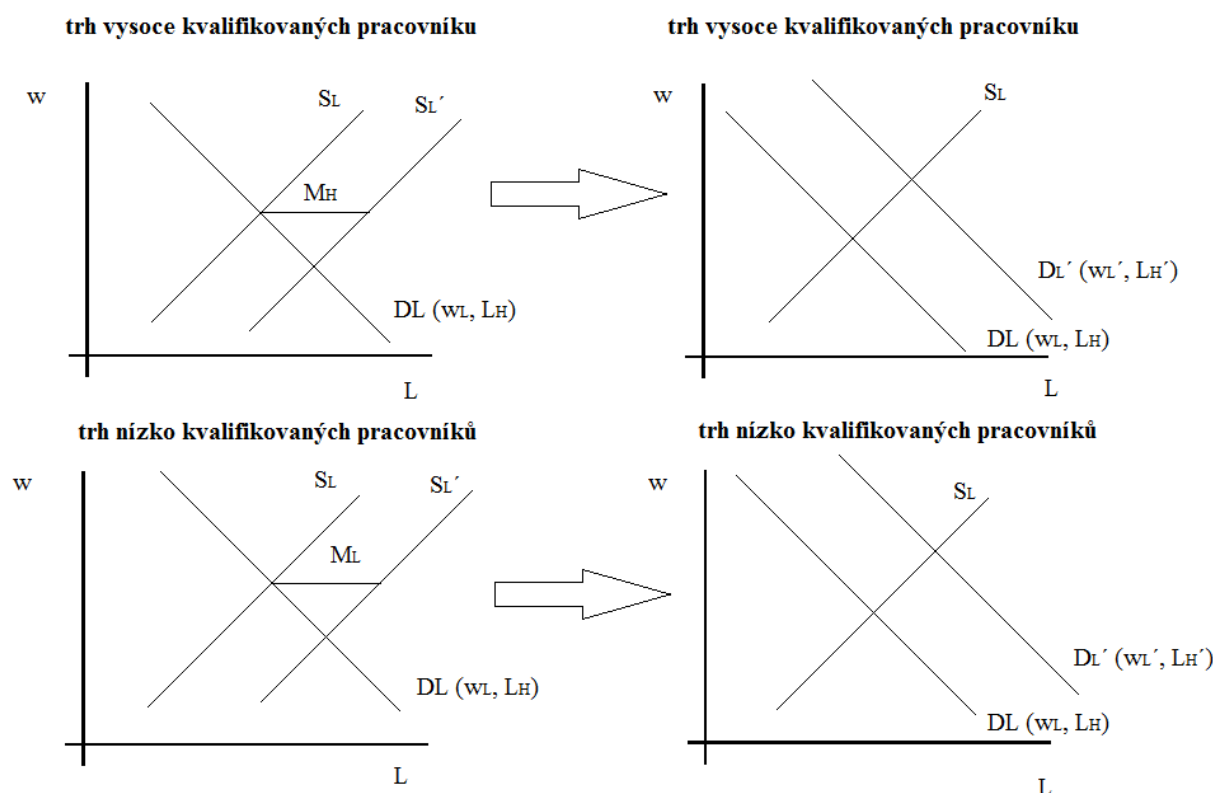 trh vysoce kvalifikovaných pracovníku
w
SL
SL´
MH
DL (wL, LH)
L
trh vysoce kvalifikovaných pracovníku
w
SL
DL´ (wL´, LH´)
DL (wL, LH)
L
trh nízko kvalifikovaných pracovníků
w
SL
SL´
ML
DL (wL, LH)
L
trh nízko kvalifikovaných pracovníků
w
SL
DL´ (wL´, LH´)
DL (wL, LH)
L